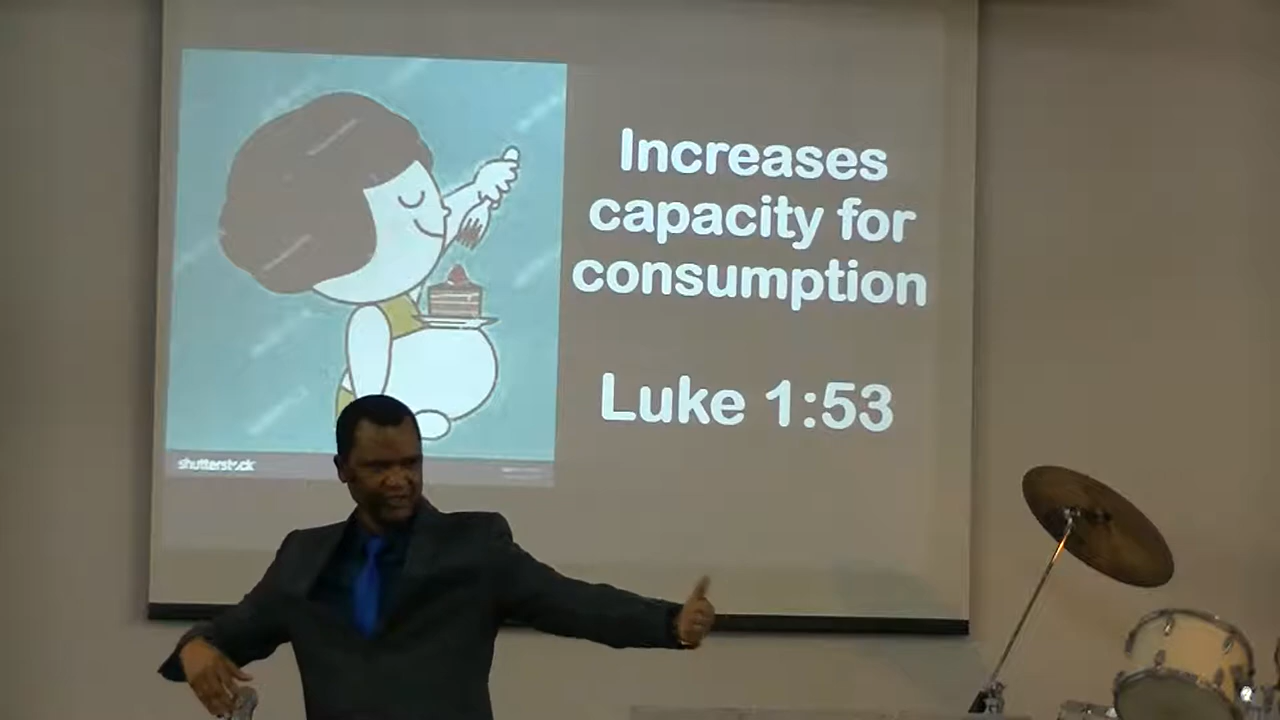 Increases
capacity for
consumption
Luke 1:53
shutterstock